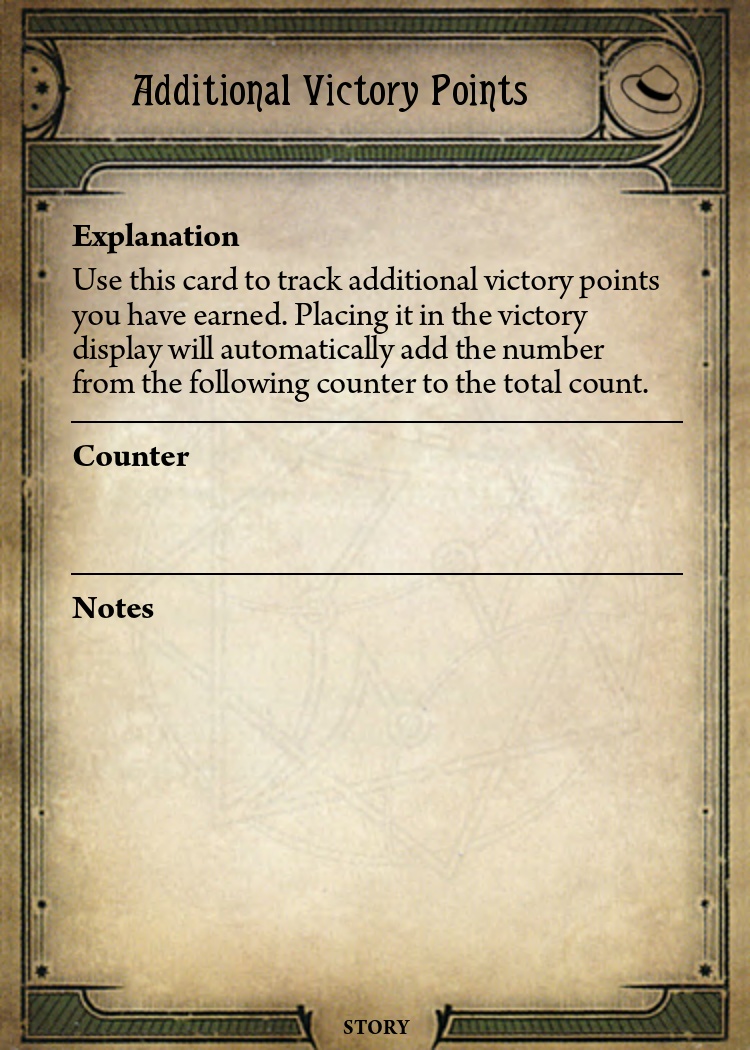 Additional Victory Points
Explanation
Use this card to track additional victory points
you have earned. Placing it in the victory
display will automatically add the number
from the following counter to the total count.
Counter
Notes
STORY